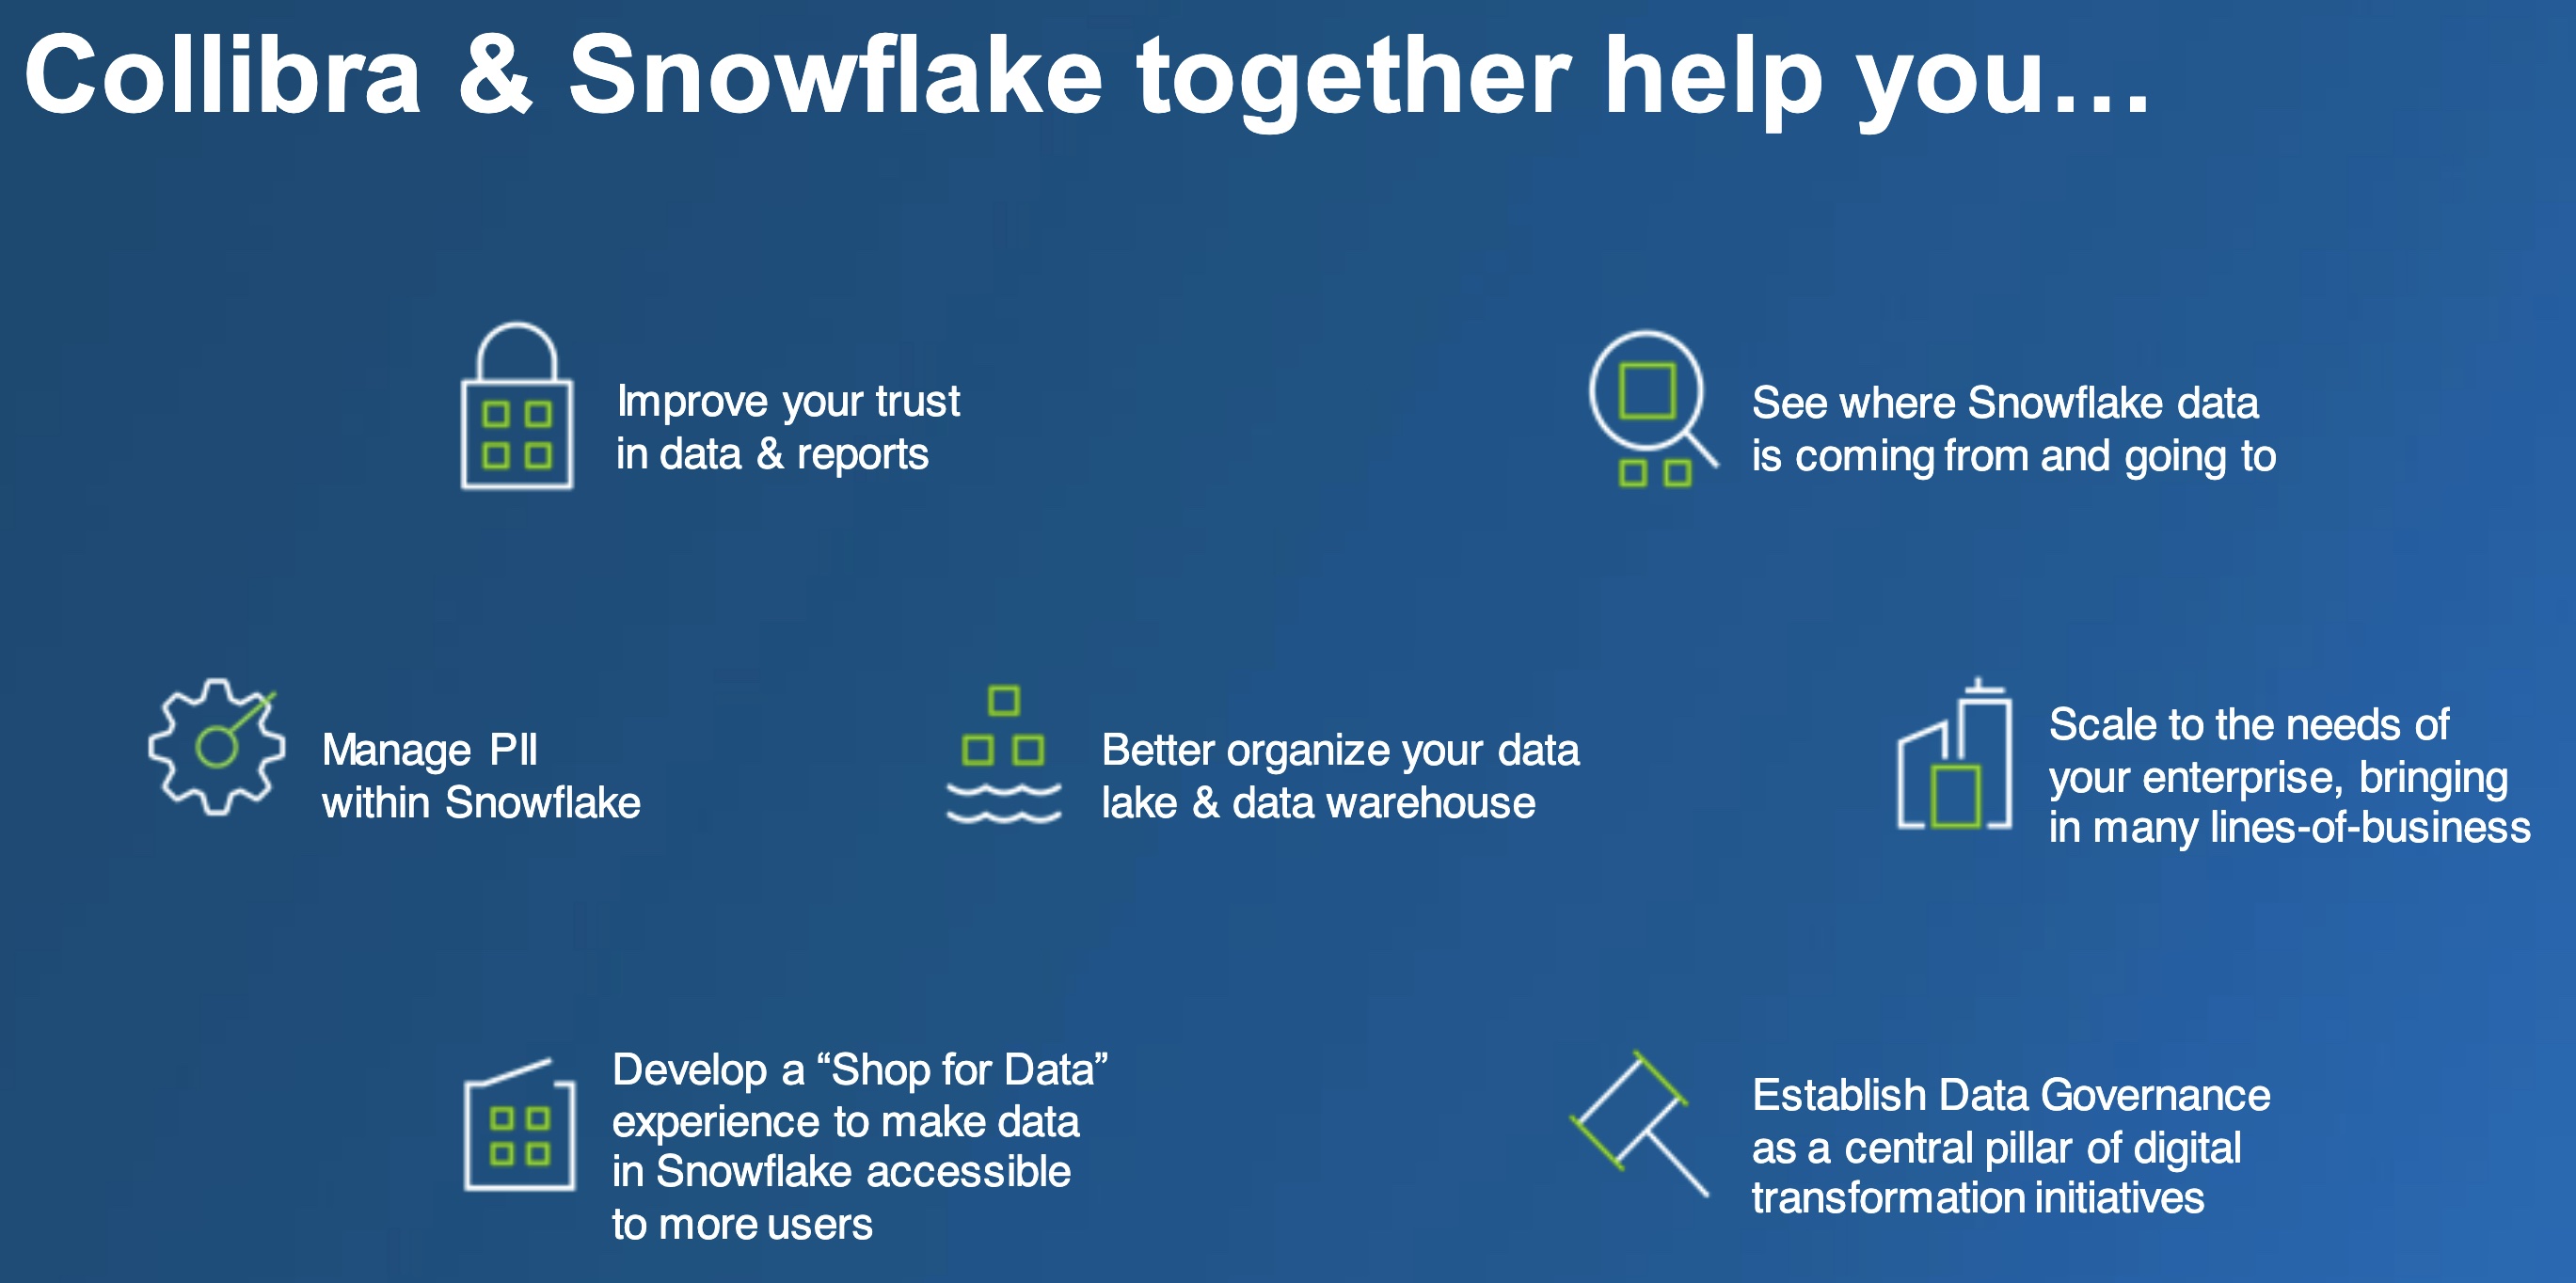 Collibra & Snowflake together help you…
Improve your trust
in data & reports
See where Snowflake data
is coming from and going to
Manage PII
within Snowflake
Better organize your data
lake & data warehouse
Scale to the needs of
your enterprise, bringing
in many lines-of-business
Develop a “Shop for Data”
experience to make data
in Snowflake accessible
to more users
Establish Data Governance
as a central pillar of digital
transformation initiatives